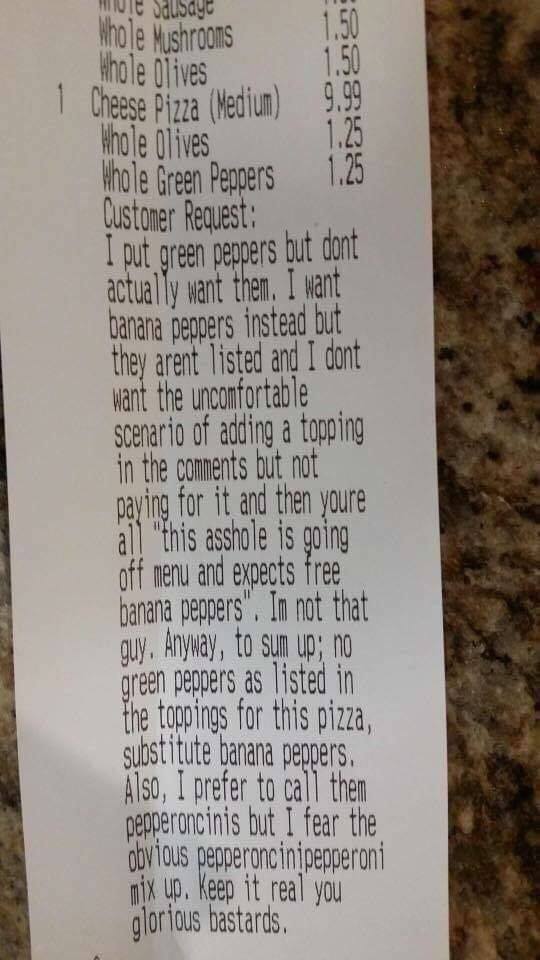 Whole Sausage
Whole Mushrooms 1.50
Whole Olives 1.50
1 Cheese Pizza (Medium) 9.99
Whole Olives 1.25
Whole Green Peppers 1.25
Customer Request:
I put green peppers but dont
actually want them. I want
banana peppers instead but
they arent listed and I dont
want the uncomfortable
scenario of adding a topping
in the comments but not
paying for it and then youre
all "this asshole is going
off menu and expects free
banana peppers". Im not that
guy. Anyway, to sum up; no
green peppers as listed in
the toppings for this pizza,
substitute banana peppers.
Also, I prefer to call them
pepperoncinis but I fear the
obvious pepperoncinipepperoni
mix up. Keep it real you
glorious bastards.